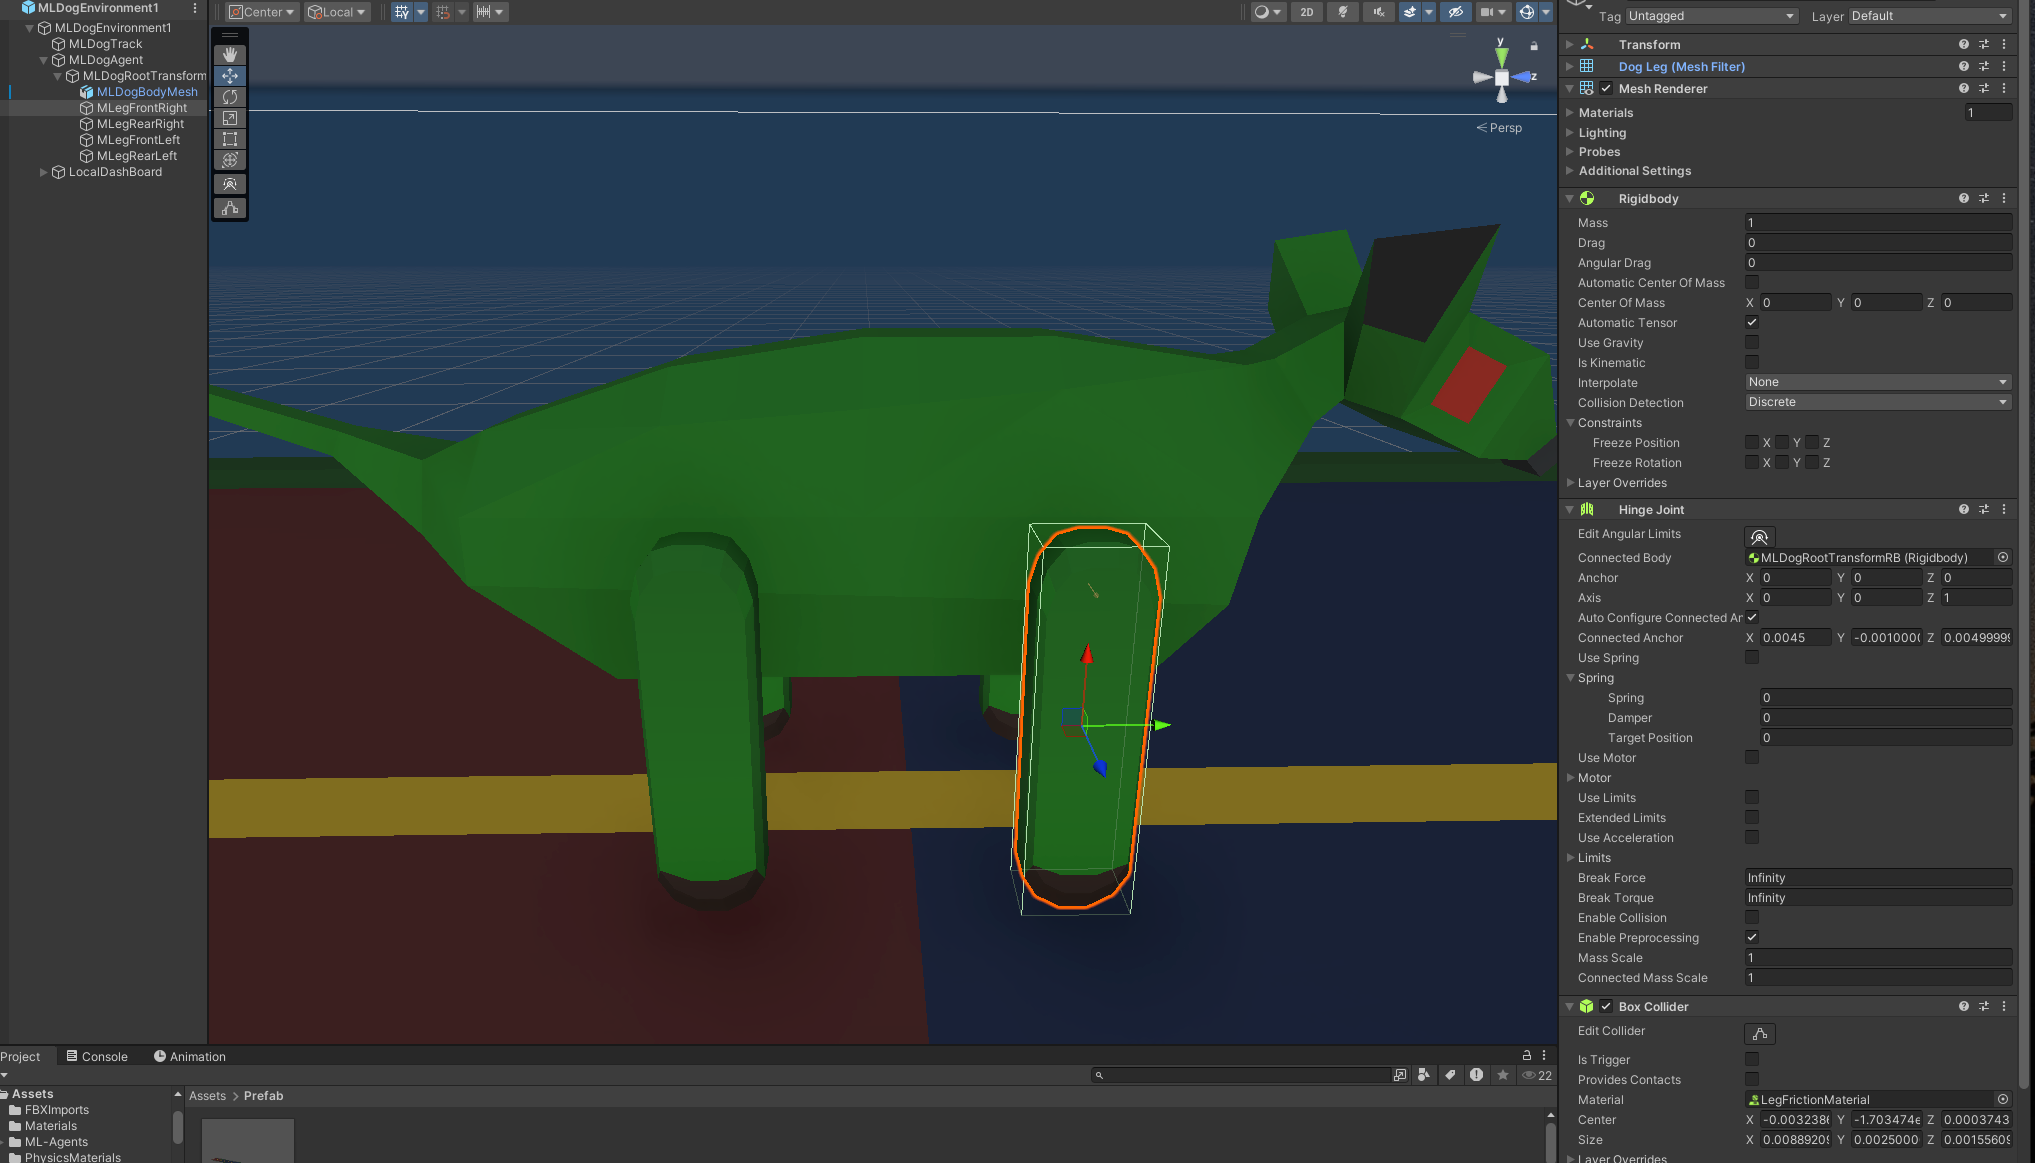 MLDogEnvironment1
MLDogEnvironment1
MLDogTrack
MLDogAgent
MLDogRootTransform
MLDogBodyMesh
MLegFrontRight
MLegRearRight
MLegFrontLeft
MLegRearLeft
LocalDashBoard
Center Local 2D
y
z
Persp
Tag Untagged Layer Default
Transform
Dog Leg (Mesh Filter)
Mesh Renderer
Materials 1
Lighting
Probes
Additional Settings
Rigidbody
Mass 1
Drag 0
Angular Drag 0
Automatic Center Of Mass
Center Of Mass X 0 Y 0 Z 0
Automatic Tensor
Use Gravity
Is Kinematic
Interpolate None
Collision Detection Discrete
Constraints
Freeze Position X Y Z
Freeze Rotation X Y Z
Layer Overrides
Hinge Joint
Edit Angular Limits
Connected Body MLDogRootTransformRB (Rigidbody)
Anchor X 0 Y 0 Z 0
Axis X 0 Y 0 Z 1
Auto Configure Connected Ar
Connected Anchor X 0.0045 Y -0.0010000 Z 0.0049999
Use Spring
Spring
Spring 0
Damper 0
Target Position 0
Use Motor
Motor
Use Limits
Extended Limits
Use Acceleration
Limits
Break Force Infinity
Break Torque Infinity
Enable Collision
Enable Preprocessing
Mass Scale 1
Connected Mass Scale 1
Box Collider
Edit Collider
Is Trigger
Provides Contacts
Material LegFrictionMaterial
Center X -0.003238 Y -1.703474e Z 0.0003743
Size X 0.0088920 Y 0.0025000 Z 0.0015560
Layer Overrides
Project Console Animation
22
Assets
FBXImports
Materials
ML-Agents
PhysicsMaterials
Assets > Prefab